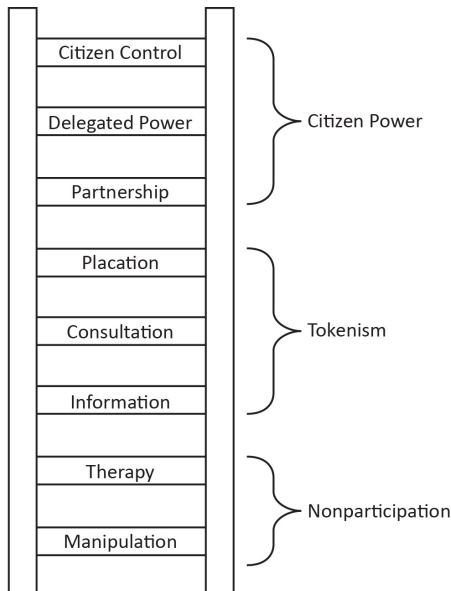 Citizen Control
Delegated Power
Citizen Power
Partnership
Placation
Consultation
Tokenism
Information
Therapy
Nonparticipation
Manipulation